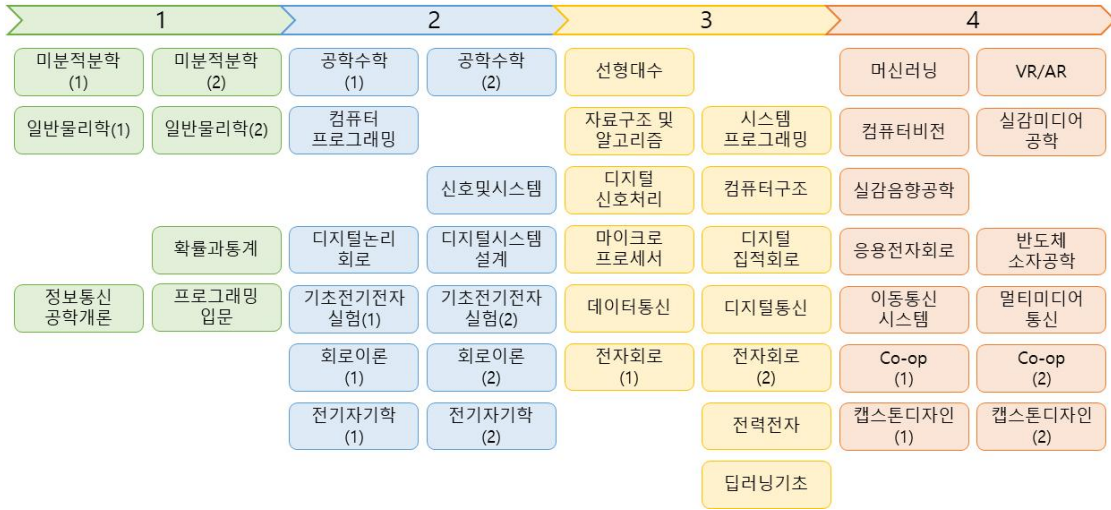 1
2
3
4
미분적분학
(1)
미분적분학
(2)
공학수학
(1)
공학수학
(2)
선형대수
머신러닝
VR/AR
일반물리학(1)
일반물리학(2)
컴퓨터
프로그래밍
자료구조 및
알고리즘
시스템
프로그래밍
컴퓨터비전
실감미디어
공학
신호및시스템
디지털
신호처리
컴퓨터구조
실감음향공학
확률과통계
디지털논리
회로
디지털시스템
설계
마이크로
프로세서
디지털
집적회로
응용전자회로
반도체
소자공학
정보통신
공학개론
프로그래밍
입문
기초전기전자
실험(1)
기초전기전자
실험(2)
데이터통신
디지털통신
이동통신
시스템
멀티미디어
통신
회로이론
(1)
회로이론
(2)
전자회로
(1)
전자회로
(2)
Co-op
(1)
Co-op
(2)
전기자기학
(1)
전기자기학
(2)
전력전자
캡스톤디자인
(1)
캡스톤디자인
(2)
딥러닝기초